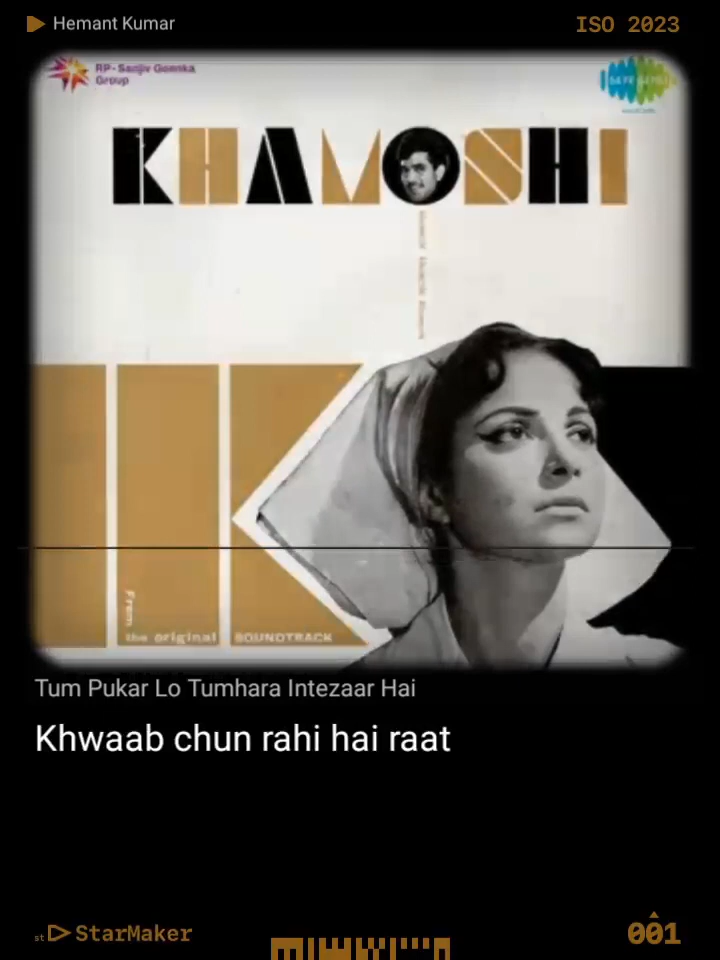 Hemant Kumar
ISO 2023
RP-Sanjiv Goenka
Group
KHAMOSHI
From
the original SOUNDTRACK
Tum Pukar Lo Tumhara Intezaar Hai
Khwaab chun rahi hai raat
st StarMaker
001